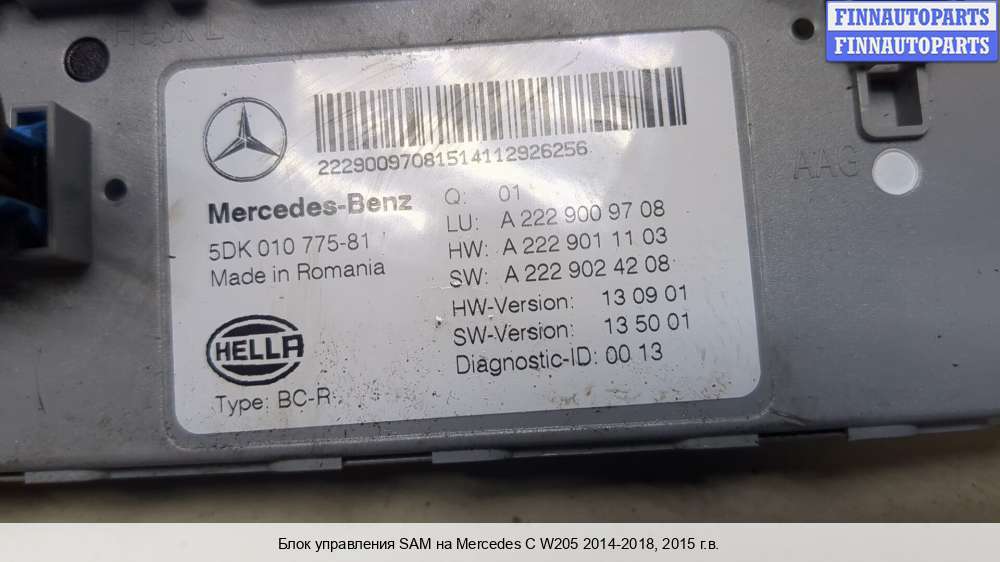 FINNAUTOPARTS
FINNAUTOPARTS
22290097081514112926256
Mercedes-Benz
5DK 010 775-81
Made in Romania
HELLA
Type: BC-R
Q: 01
LU: A 222 900 97 08
HW: A 222 901 11 03
SW: A 222 902 42 08
HW-Version: 13 09 01
SW-Version: 13 50 01
Diagnostic-ID: 00 13
AAG
Блок управления SAM на Mercedes C W205 2014-2018, 2015 г.в.